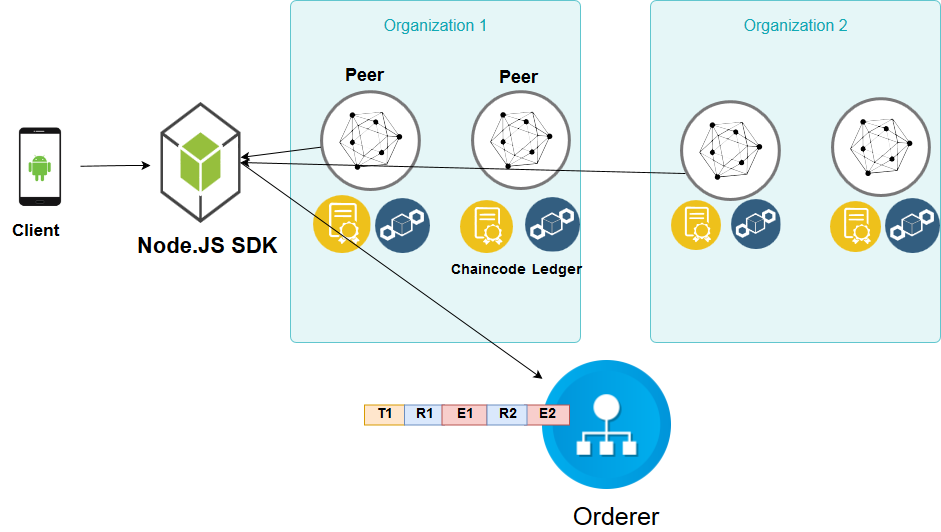 Organization 1
Organization 2
Peer
Peer
Client
Node.JS SDK
Chaincode
Ledger
T1
R1
E1
R2
E2
Orderer